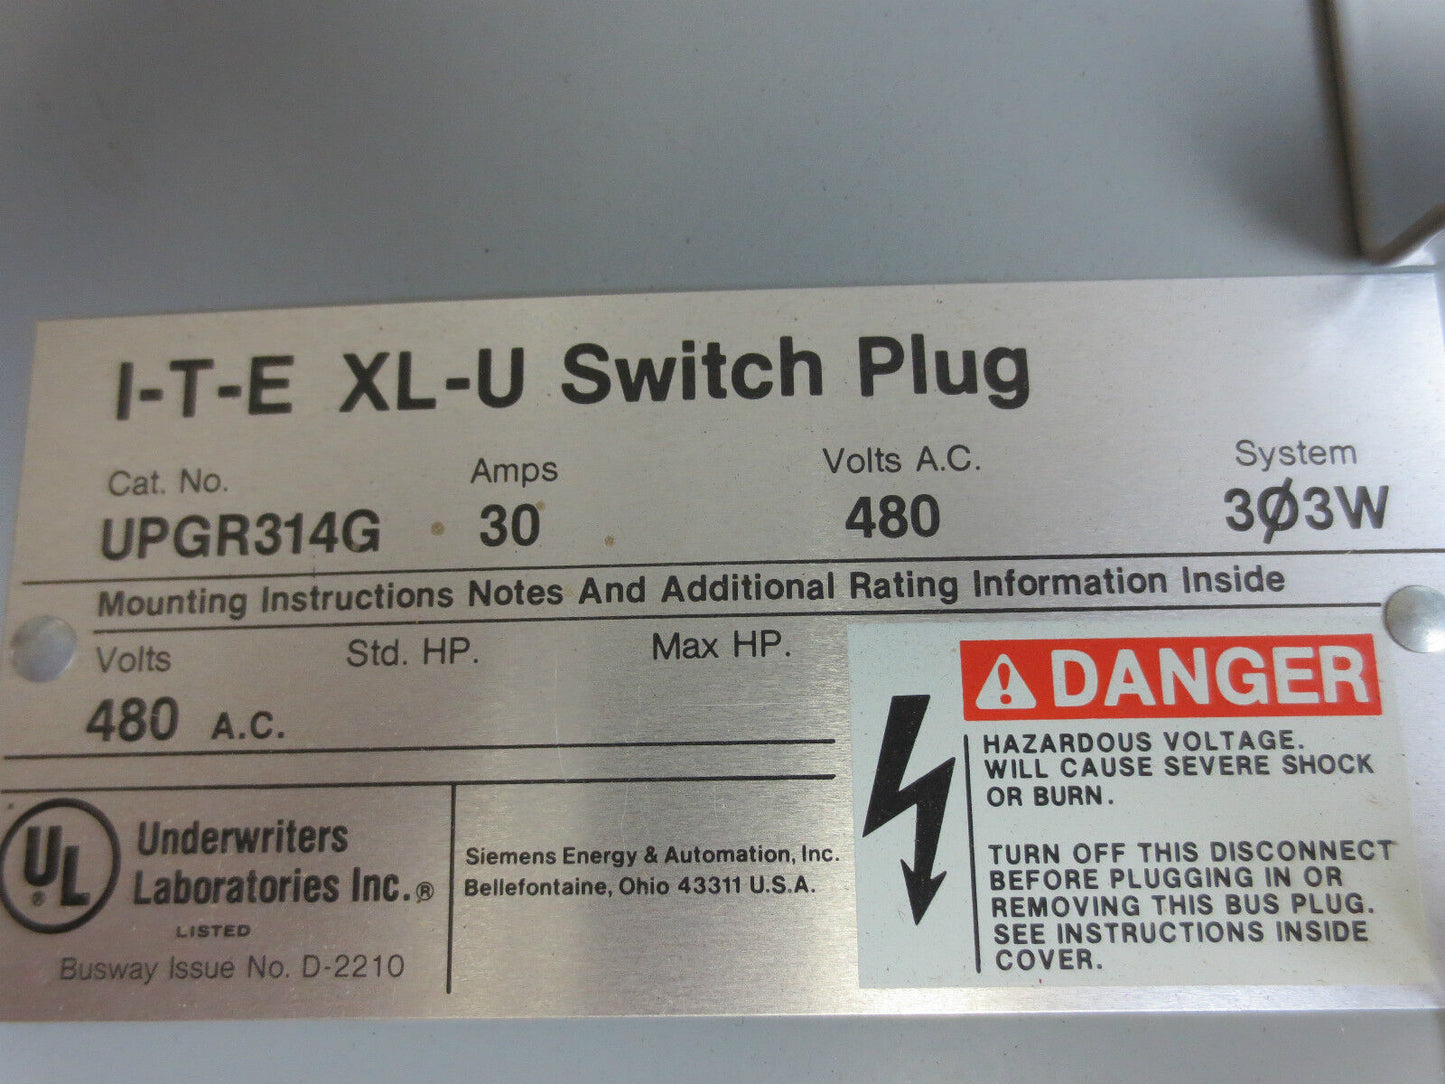 I-T-E XL-U Switch Plug
Cat. No. Amps Volts A.C. System
UPGR314G 30 480 3Ø3W
Mounting Instructions Notes And Additional Rating Information Inside
Volts Std. HP. Max HP.
480 A.C.
UL ®
Underwriters
Laboratories Inc.®
LISTED
Busway Issue No. D-2210
Siemens Energy & Automation, Inc.
Bellefontaine, Ohio 43311 U.S.A.
DANGER
HAZARDOUS VOLTAGE.
WILL CAUSE SEVERE SHOCK
OR BURN.
TURN OFF THIS DISCONNECT
BEFORE PLUGGING IN OR
REMOVING THIS BUS PLUG.
SEE INSTRUCTIONS INSIDE
COVER.